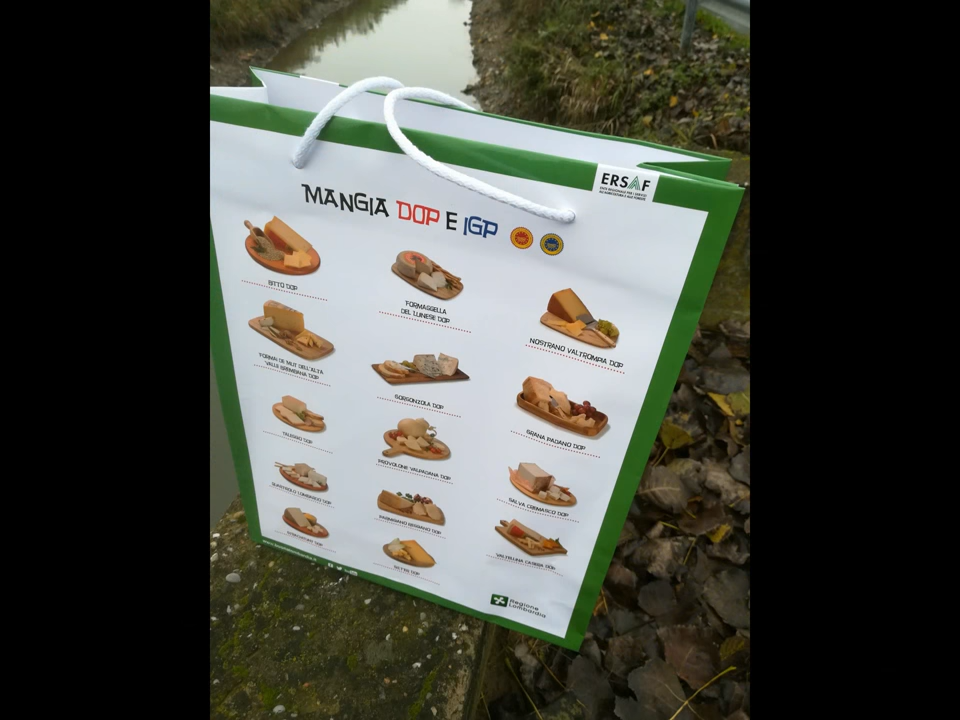 ERSAF
MANGIA DOP E IGP
BITTO DOP
FORMAGGELLA
DEL LUINESE DOP
NOSTRANO VALTROMPIA DOP
FORMAI DE MUT DELL'ALTA
VALLE BREMBANA DOP
GORGONZOLA DOP
GRANA PADANO DOP
TALEGGIO DOP
PROVOLONE VALPADANA DOP
SALVA CREMASCO DOP
QUARTIROLO LOMBARDO DOP
PARMIGIANO REGGIANO DOP
VALTELLINA CASERA DOP
DOP
Regione
Lombardia